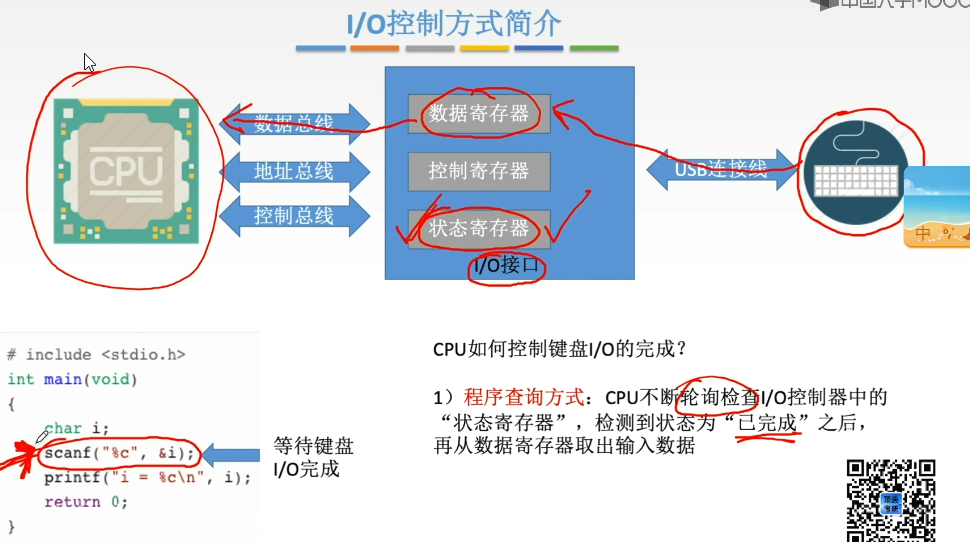 中国大学MOOC
I/O控制方式简介
CPU
数据总线
地址总线
控制总线
数据寄存器
控制寄存器
状态寄存器
I/O接口
USB连接线
中
# include <stdio.h>
int main(void)
{
char i;
scanf("%c", &i);
printf("i = %c\n", i);
return 0;
}
等待键盘
I/O完成
CPU如何控制键盘I/O的完成？
1）程序查询方式：CPU不断轮询检查I/O控制器中的
“状态寄存器”，检测到状态为“已完成”之后，
再从数据寄存器取出输入数据